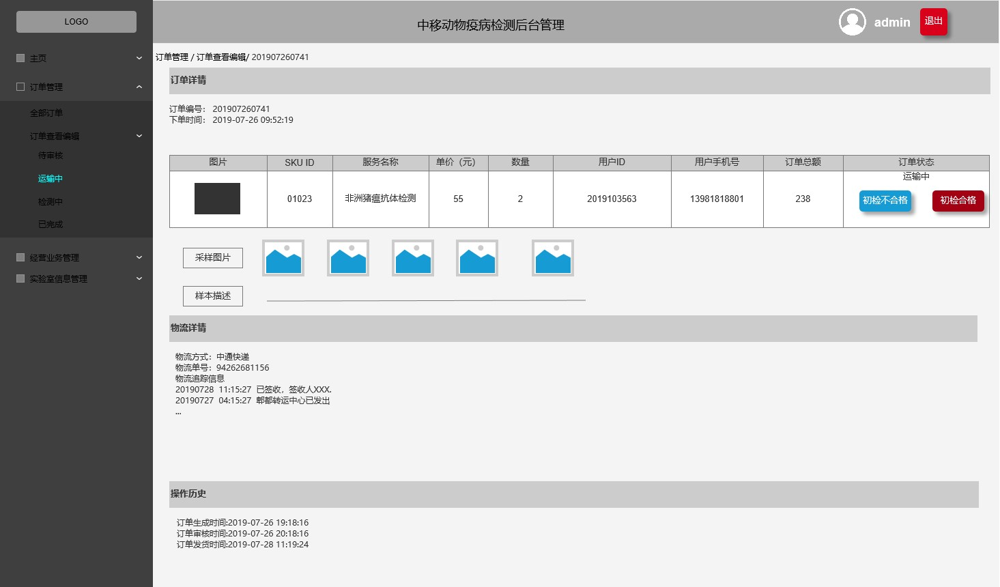 LOGO
中移动物疫病检测后台管理
admin
退出
主页
订单管理
全部订单
订单查看编辑
待审核
运输中
检测中
已完成
经营业务管理
实验室信息管理
订单管理 / 订单查看编辑/ 201907260741
订单详情
订单编号： 201907260741
下单时间： 2019-07-26 09:52:19
图片 SKU ID 服务名称 单价（元） 数量 用户ID 用户手机号 订单总额 订单状态
运输中
01023 非洲猪瘟抗体检测 55 2 2019103563 13981818801 238
初检不合格 初检合格
采样图片
样本描述
物流详情
物流方式：中通快递
物流单号：94262681156
物流追踪信息
20190728 11:15:27 已签收，签收人XXX.
20190727 04:15:27 郫都转运中心已发出
...
操作历史
订单生成时间:2019-07-26 19:18:16
订单审核时间:2019-07-26 20:18:16
订单发货时间:2019-07-28 11:19:24